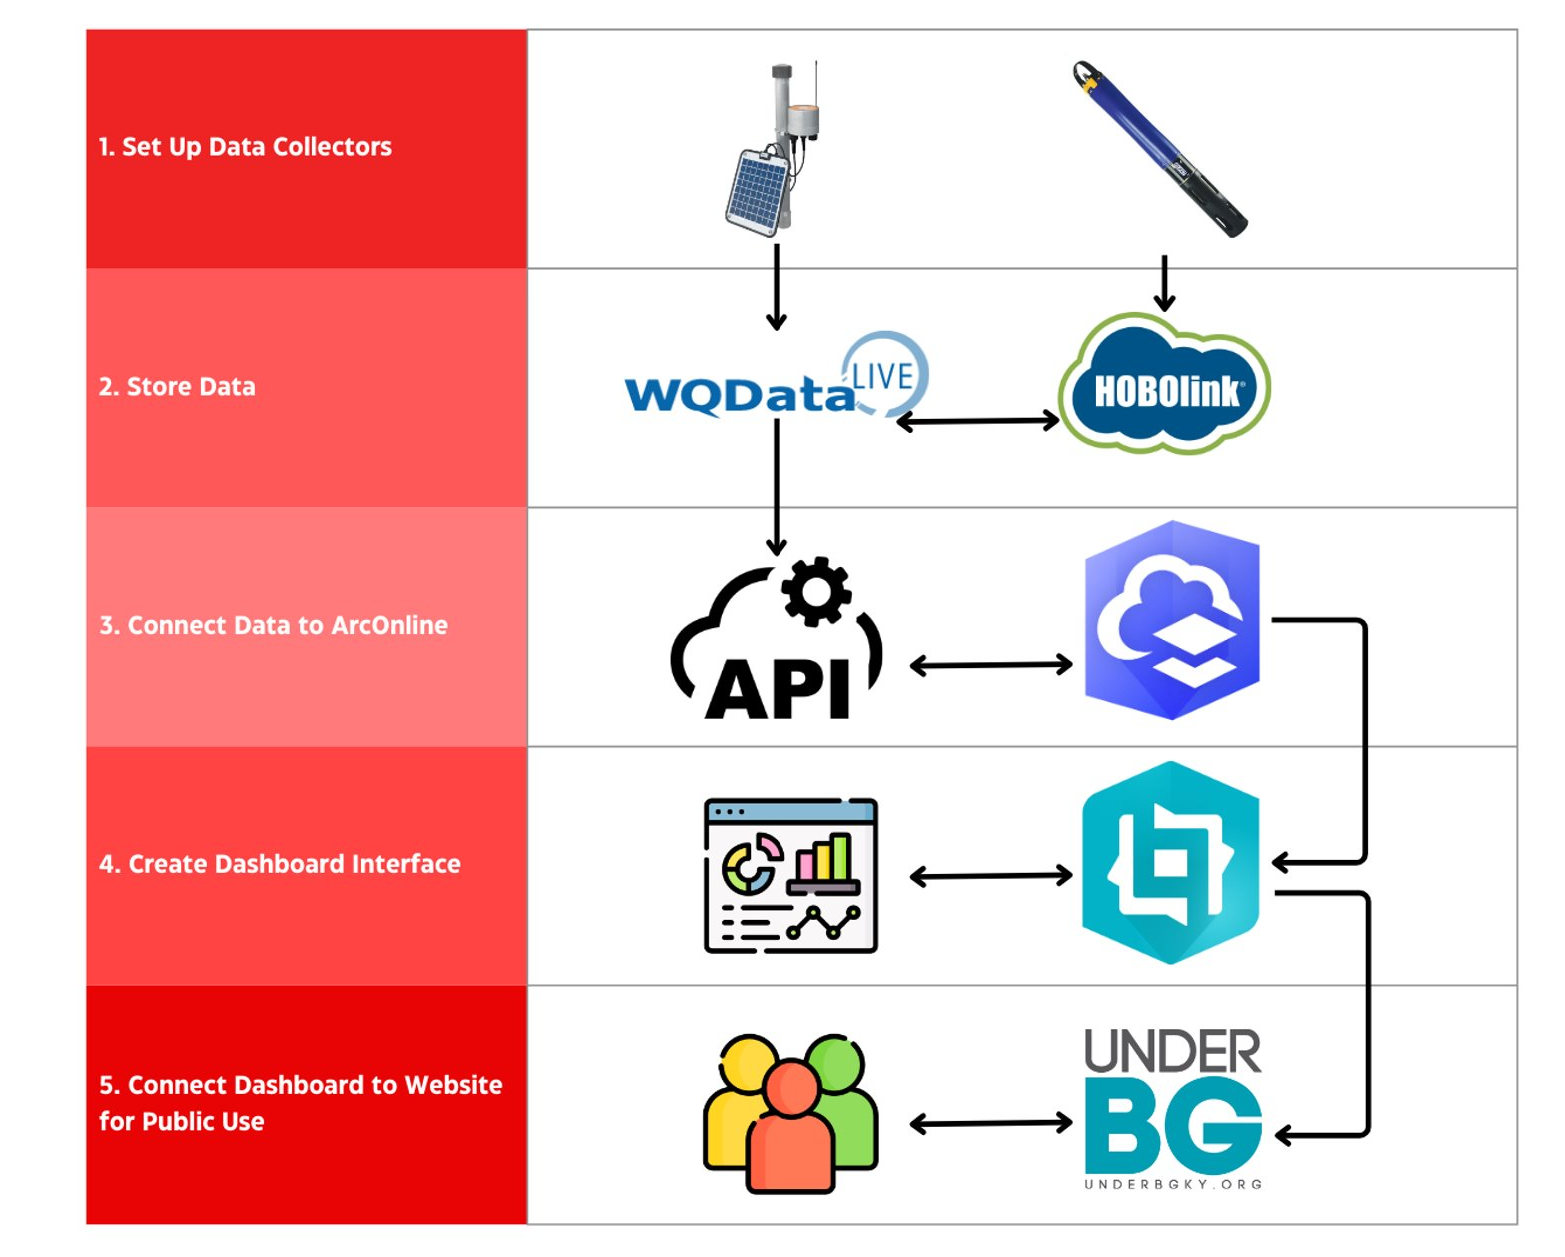 1. Set Up Data Collectors
2. Store Data
WQData
LIVE
HOBOlink®
3. Connect Data to ArcOnline
API
4. Create Dashboard Interface
5. Connect Dashboard to Website
for Public Use
UNDER
BG
UNDERBGKY.ORG